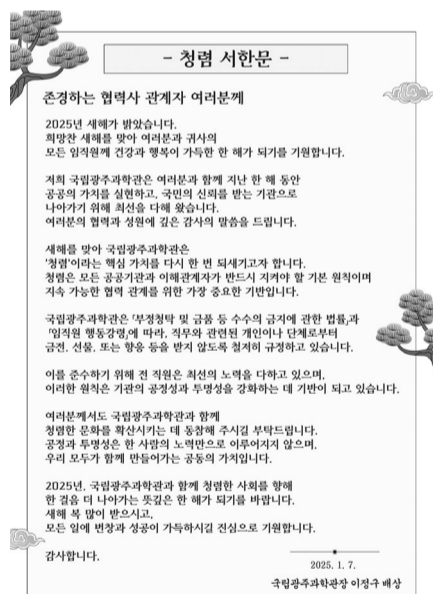 - 청렴 서한문 -
존경하는 협력사 관계자 여러분께
2025년 새해가 밝았습니다.
희망찬 새해를 맞아 여러분과 귀사의
모든 임직원께 건강과 행복이 가득한 한 해가 되기를 기원합니다.
저희 국립광주과학관은 여러분과 함께 지난 한 해 동안
공공의 가치를 실현하고, 국민의 신뢰를 받는 기관으로
나아가기 위해 최선을 다해 왔습니다.
여러분의 협력과 성원에 깊은 감사의 말씀을 드립니다.
새해를 맞아 국립광주과학관은
'청렴'이라는 핵심 가치를 다시 한 번 되새기고자 합니다.
청렴은 모든 공공기관과 이해관계자가 반드시 지켜야 할 기본 원칙이며
지속 가능한 협력 관계를 위한 가장 중요한 기반입니다.
국립광주과학관은 「부정청탁 및 금품 등 수수의 금지에 관한 법률」과
「임직원 행동강령」에 따라, 직무와 관련된 개인이나 단체로부터
금전, 선물, 또는 향응 등을 받지 않도록 철저히 규정하고 있습니다.
이를 준수하기 위해 전 직원은 최선의 노력을 다하고 있으며,
이러한 원칙은 기관의 공정성과 투명성을 강화하는 데 기반이 되고 있습니다.
여러분께서도 국립광주과학관과 함께
청렴한 문화를 확산시키는 데 동참해 주시길 부탁드립니다.
공정과 투명성은 한 사람의 노력만으로 이루어지지 않으며,
우리 모두가 함께 만들어가는 공동의 가치입니다.
2025년, 국립광주과학관과 함께 청렴한 사회를 향해
한 걸음 더 나아가는 뜻깊은 한 해가 되기를 바랍니다.
새해 복 많이 받으시고,
모든 일에 번창과 성공이 가득하시길 진심으로 기원합니다.
감사합니다.
2025. 1. 7.
국립광주과학관장 이정구 배상